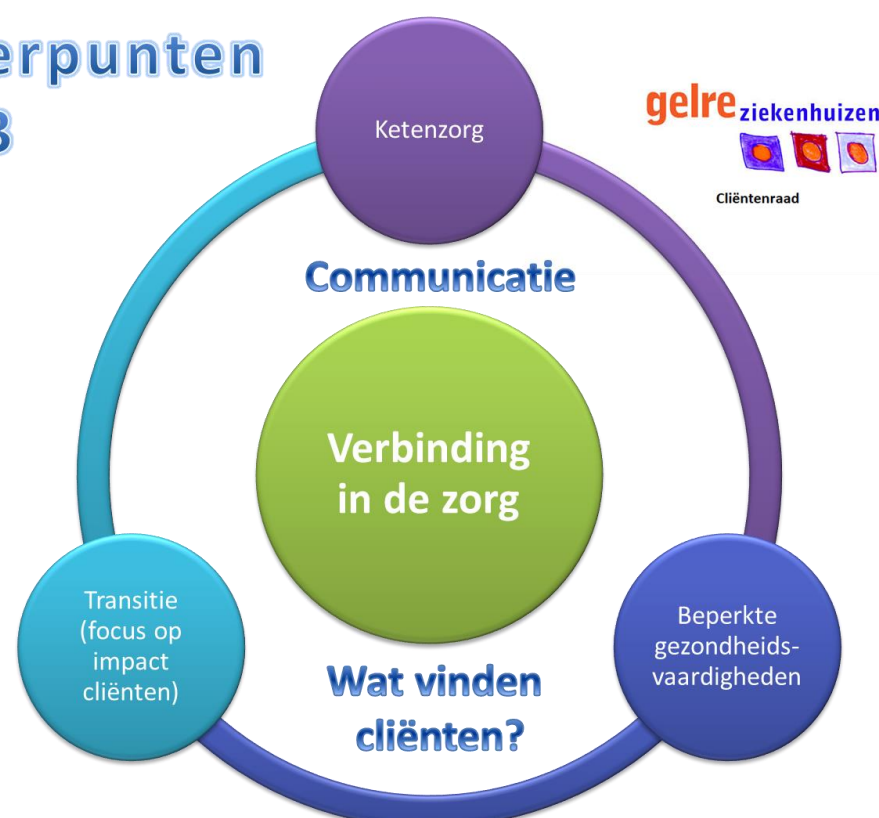 erpunten
gelre ziekenhuizen
Cliëntenraad
Ketenzorg
Communicatie
Verbinding
in de zorg
Transitie
(focus op
impact
cliënten)
Beperkte
gezondheids-
vaardigheden
Wat vinden
cliënten?